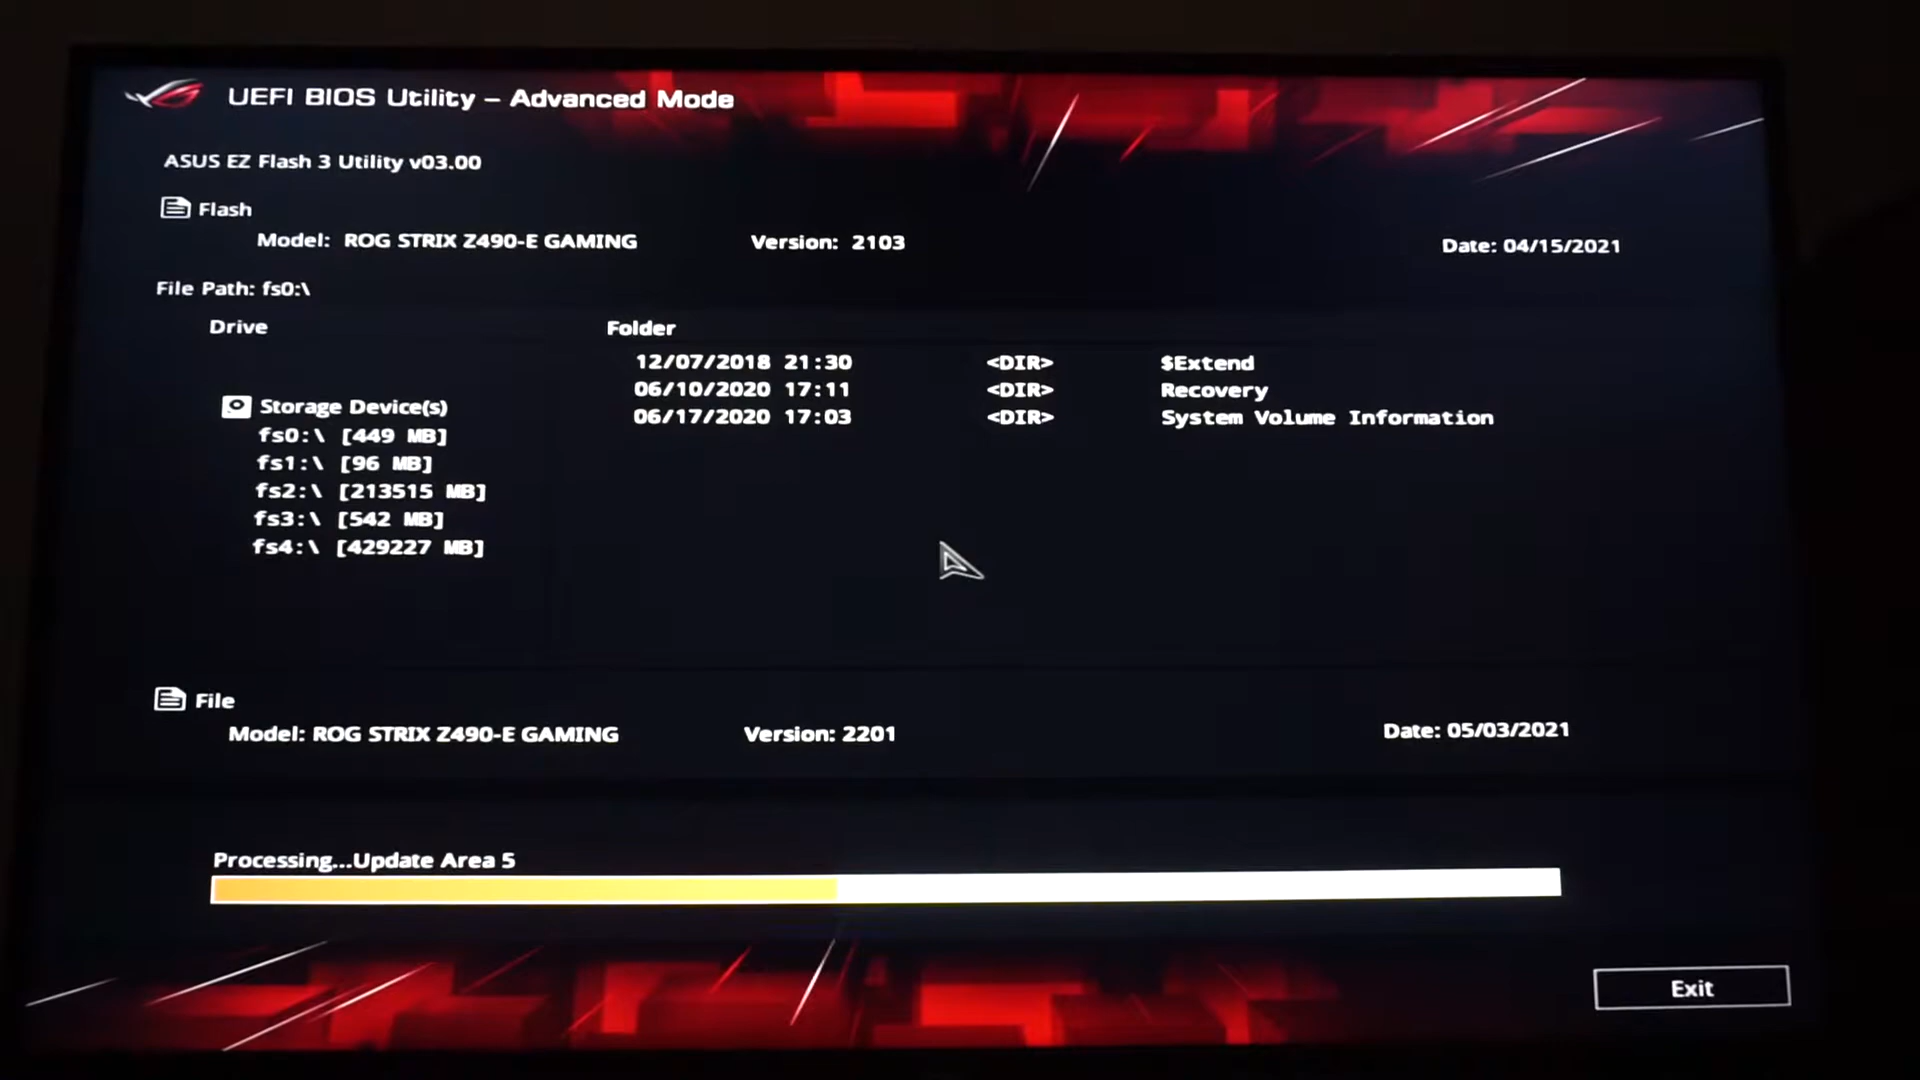 UEFI BIOS Utility – Advanced Mode
ASUS EZ Flash 3 Utility v03.00
Flash
Model: ROG STRIX Z490-E GAMING Version: 2103 Date: 04/15/2021
File Path: fs0:\
Drive Folder
12/07/2018 21:30 <DIR> $Extend
06/10/2020 17:11 <DIR> Recovery
06/17/2020 17:03 <DIR> System Volume Information
Storage Device(s)
fs0:\ [449 MB]
fs1:\ [96 MB]
fs2:\ [213515 MB]
fs3:\ [542 MB]
fs4:\ [429227 MB]
File
Model: ROG STRIX Z490-E GAMING Version: 2201 Date: 05/03/2021
Processing...Update Area 5
Exit